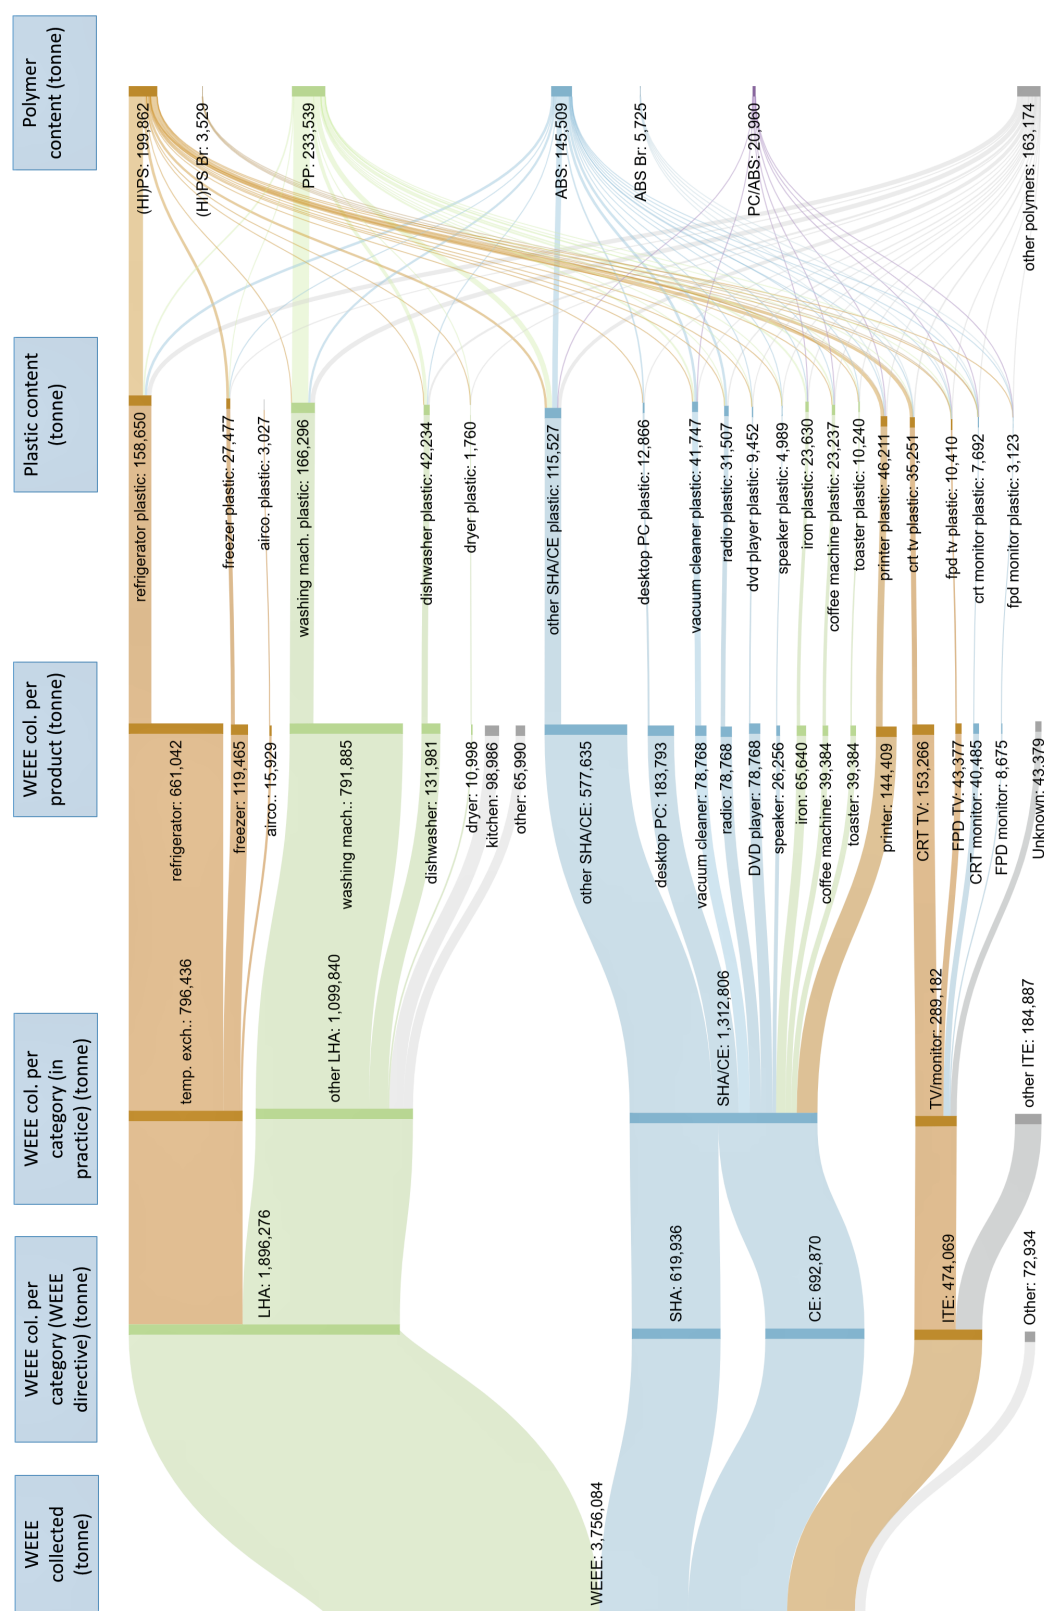 WEEE
collected
(tonne)
WEEE col. per
category (WEEE
directive) (tonne)
WEEE col. per
category (in
practice) (tonne)
WEEE col. per
product (tonne)
Plastic content
(tonne)
Polymer
content (tonne)
WEEE: 3,756,084
LHA: 1,896,276
SHA: 619,936
CE: 692,870
ITE: 474,069
Other: 72,934
temp. exch.: 796,436
other LHA: 1,099,840
SHA/CE: 1,312,806
TV/monitor: 289,182
other ITE: 184,887
refrigerator: 661,042
freezer: 119,465
airco.: 15,929
washing mach.: 791,885
dishwasher: 131,981
dryer: 10,998
kitchen: 98,986
other: 65,990
other SHA/CE: 577,635
desktop PC: 183,793
vacuum cleaner: 78,768
radio: 78,768
DVD player: 78,768
speaker: 26,256
iron: 65,640
coffee machine: 39,384
toaster: 39,384
printer: 144,409
CRT TV: 153,266
FPD TV: 43,377
CRT monitor: 40,485
FPD monitor: 8,675
Unknown: 43,379
refrigerator plastic: 158,650
freezer plastic: 27,477
airco. plastic: 3,027
washing mach. plastic: 166,296
dishwasher plastic: 42,234
dryer plastic: 1,760
other SHA/CE plastic: 115,527
desktop PC plastic: 12,866
vacuum cleaner plastic: 41,747
radio plastic: 31,507
dvd player plastic: 9,452
speaker plastic: 4,989
iron plastic: 23,630
coffee machine plastic: 23,237
toaster plastic: 10,240
printer plastic: 46,211
crt tv plastic: 35,251
fpd tv plastic: 10,410
crt monitor plastic: 7,692
fpd monitor plastic: 3,123
(HI)PS: 199,862
(HI)PS Br: 3,529
PP: 233,539
ABS: 145,509
ABS Br: 5,725
PC/ABS: 20,960
other polymers: 163,174